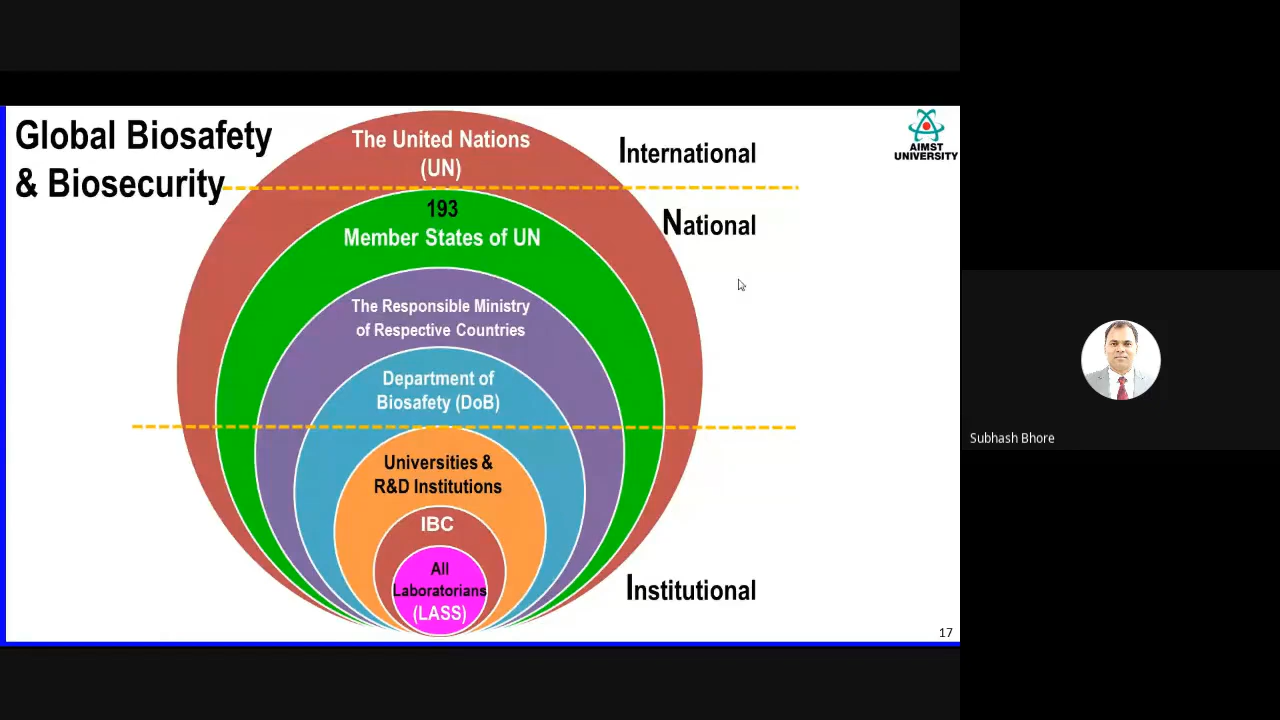 Global Biosafety
& Biosecurity
The United Nations
(UN)
International
AIMST
UNIVERSITY
193
Member States of UN
National
The Responsible Ministry
of Respective Countries
Department of
Biosafety (DoB)
Universities &
R&D Institutions
IBC
All
Laboratorians
(LASS)
Institutional
17
Subhash Bhore